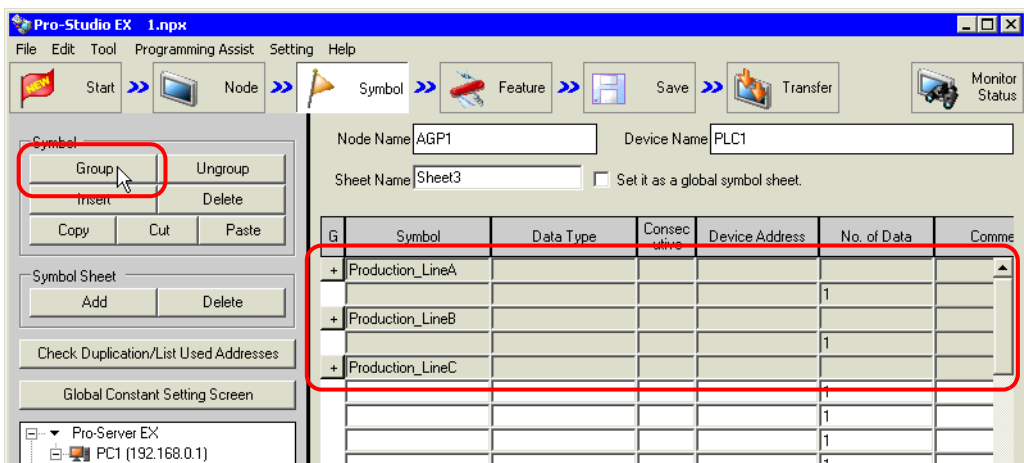 Pro-Studio EX 1.npx
File Edit Tool Programming Assist Setting Help
NEW Start Node Symbol Feature Save Transfer Monitor Status
Symbol
Node Name AGP1 Device Name PLC1
Group Ungroup
Sheet Name Sheet3 Set it as a global symbol sheet.
Insert Delete
Copy Cut Paste
G Symbol Data Type Consecutive Device Address No. of Data Comme
+ Production_LineA
Symbol Sheet
Add Delete
1
+ Production_LineB
1
Check Duplication/List Used Addresses
+ Production_LineC
1
Global Constant Setting Screen
1
Pro-Server EX
1
PC1 (192.168.0.1)
1